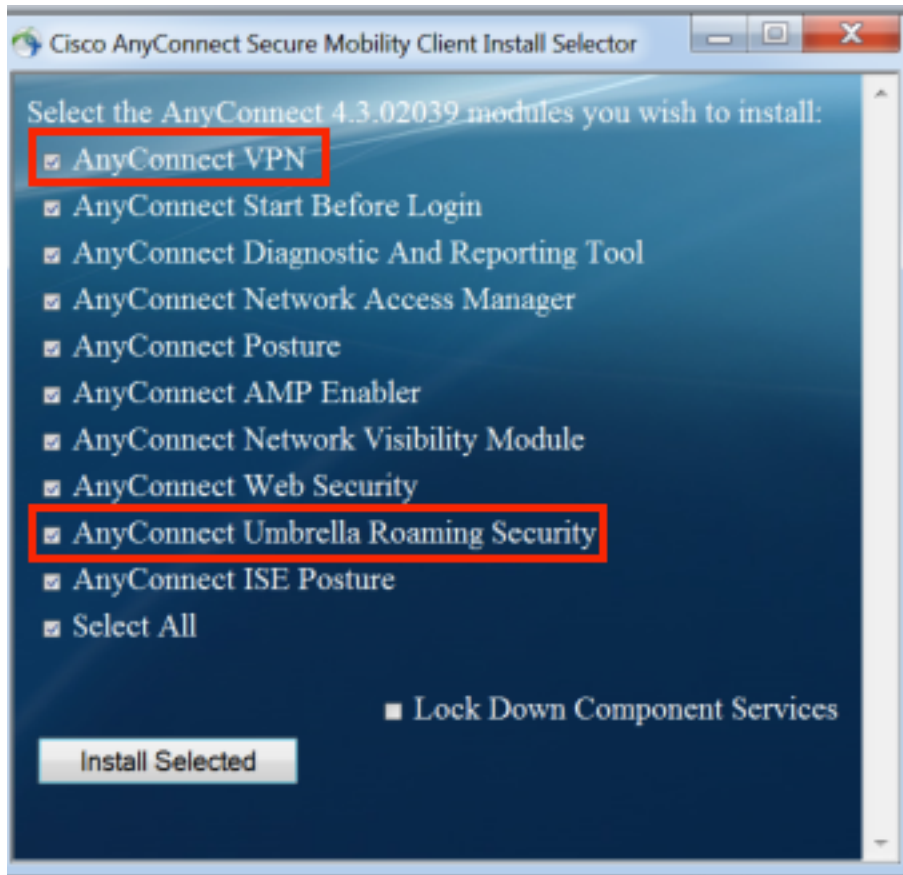 Cisco AnyConnect Secure Mobility Client Install Selector
Select the AnyConnect 4.3.02039 modules you wish to install:
AnyConnect VPN
AnyConnect Start Before Login
AnyConnect Diagnostic And Reporting Tool
AnyConnect Network Access Manager
AnyConnect Posture
AnyConnect AMP Enabler
AnyConnect Network Visibility Module
AnyConnect Web Security
AnyConnect Umbrella Roaming Security
AnyConnect ISE Posture
Select All
Lock Down Component Services
Install Selected